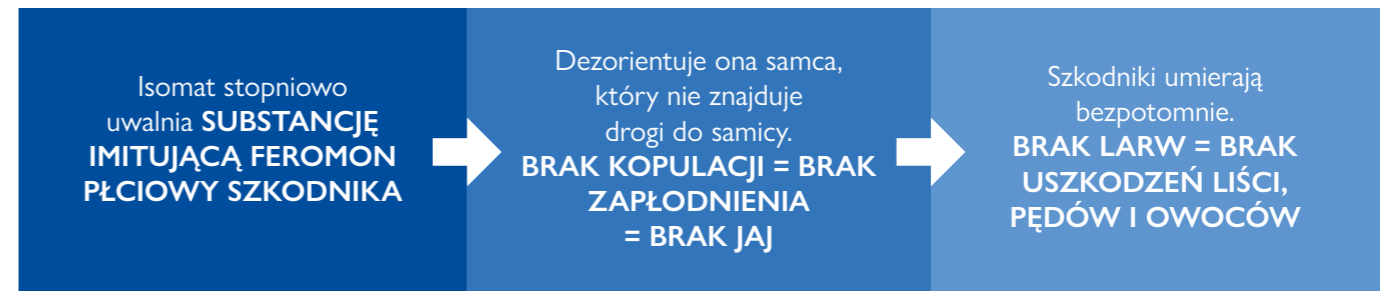 Isomat stopniowo
uwalnia SUBSTANCJĘ
IMITUJĄCĄ FEROMON
PŁCIOWY SZKODNIKA
Dezorientuje ona samca,
który nie znajduje
drogi do samicy.
BRAK KOPULACJI = BRAK
ZAPŁODNIENIA
= BRAK JAJ
Szkodniki umierają
bezpotomnie.
BRAK LARW = BRAK
USZKODZEŃ LIŚCI,
PĘDÓW I OWOCÓW